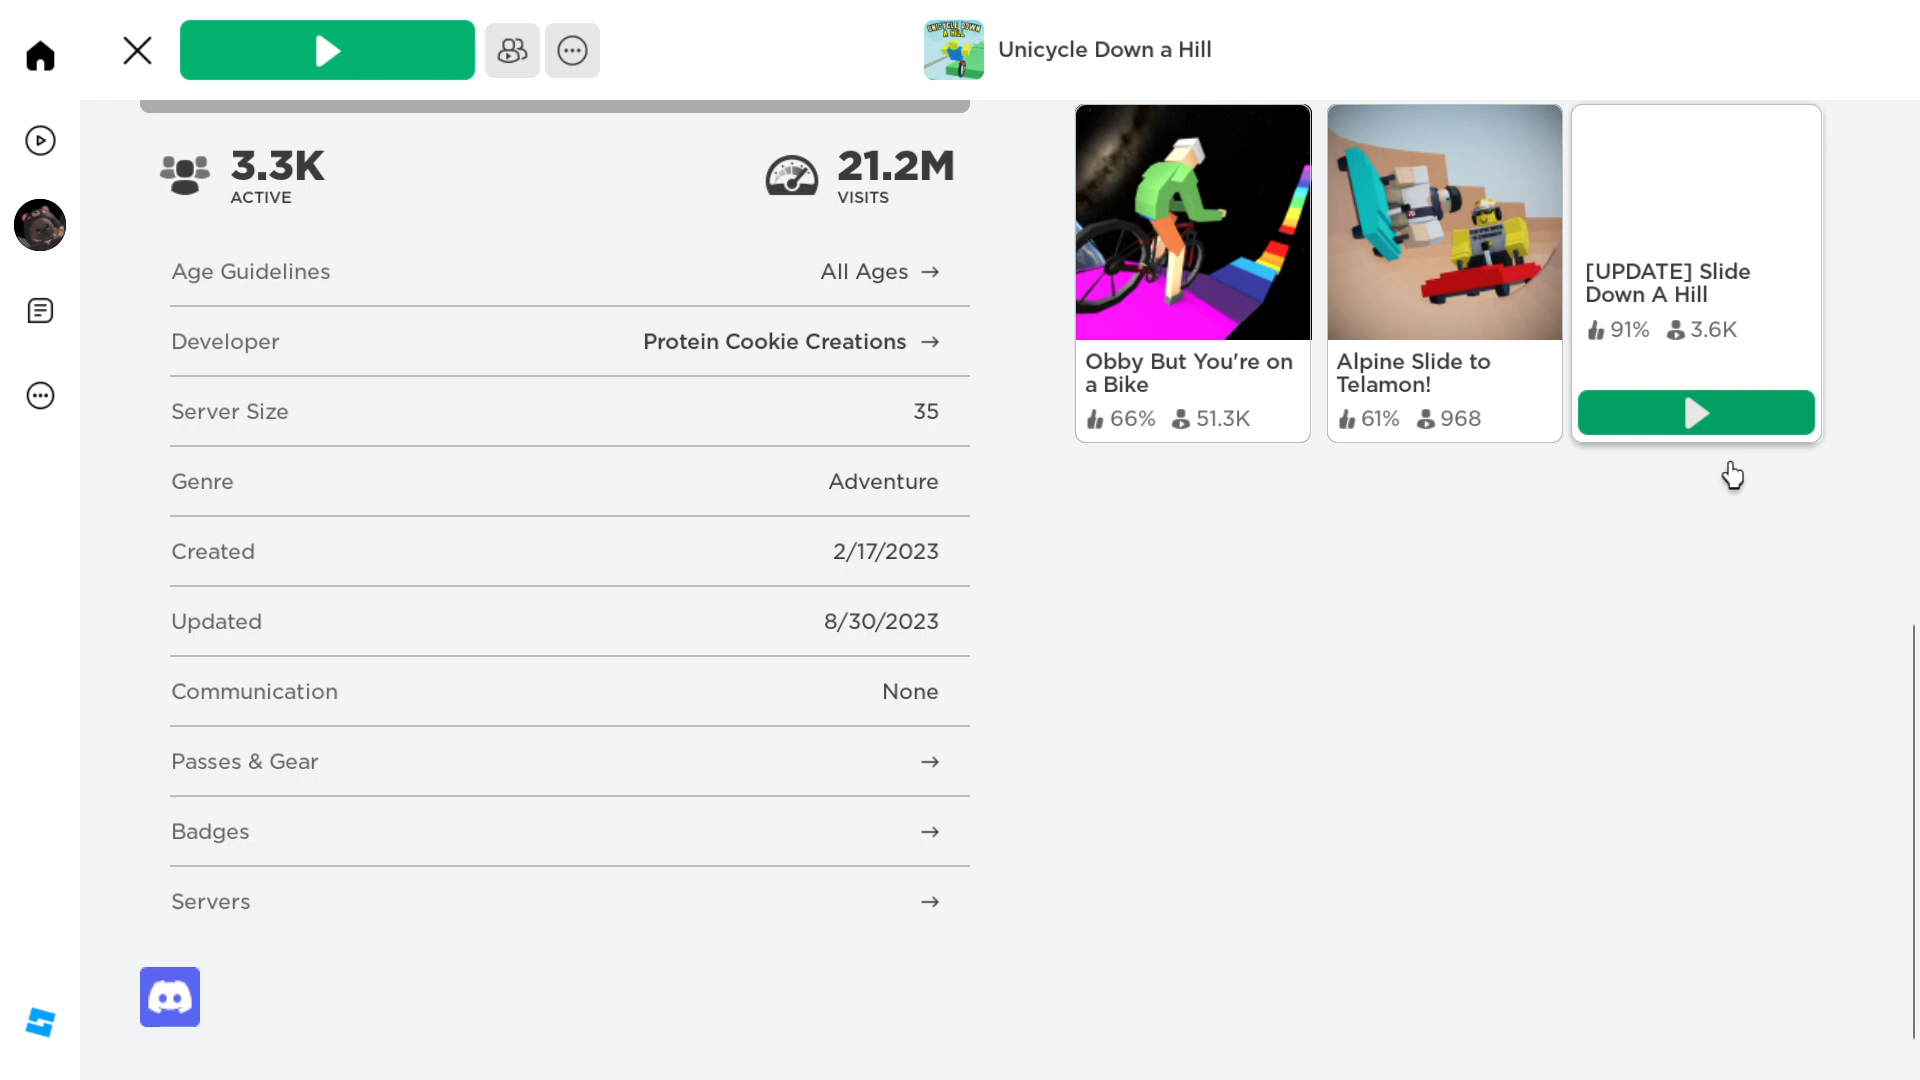 Unicycle Down a Hill
UNICYCLE DOWN
A HILL
3.3K
ACTIVE
21.2M
VISITS
Age Guidelines
All Ages
Developer
Protein Cookie Creations
Server Size
35
Genre
Adventure
Created
2/17/2023
Updated
8/30/2023
Communication
None
Passes & Gear
Badges
Servers
Obby But You're on
a Bike
66% 51.3K
Alpine Slide to
Telamon!
61% 968
[UPDATE] Slide
Down A Hill
91% 3.6K